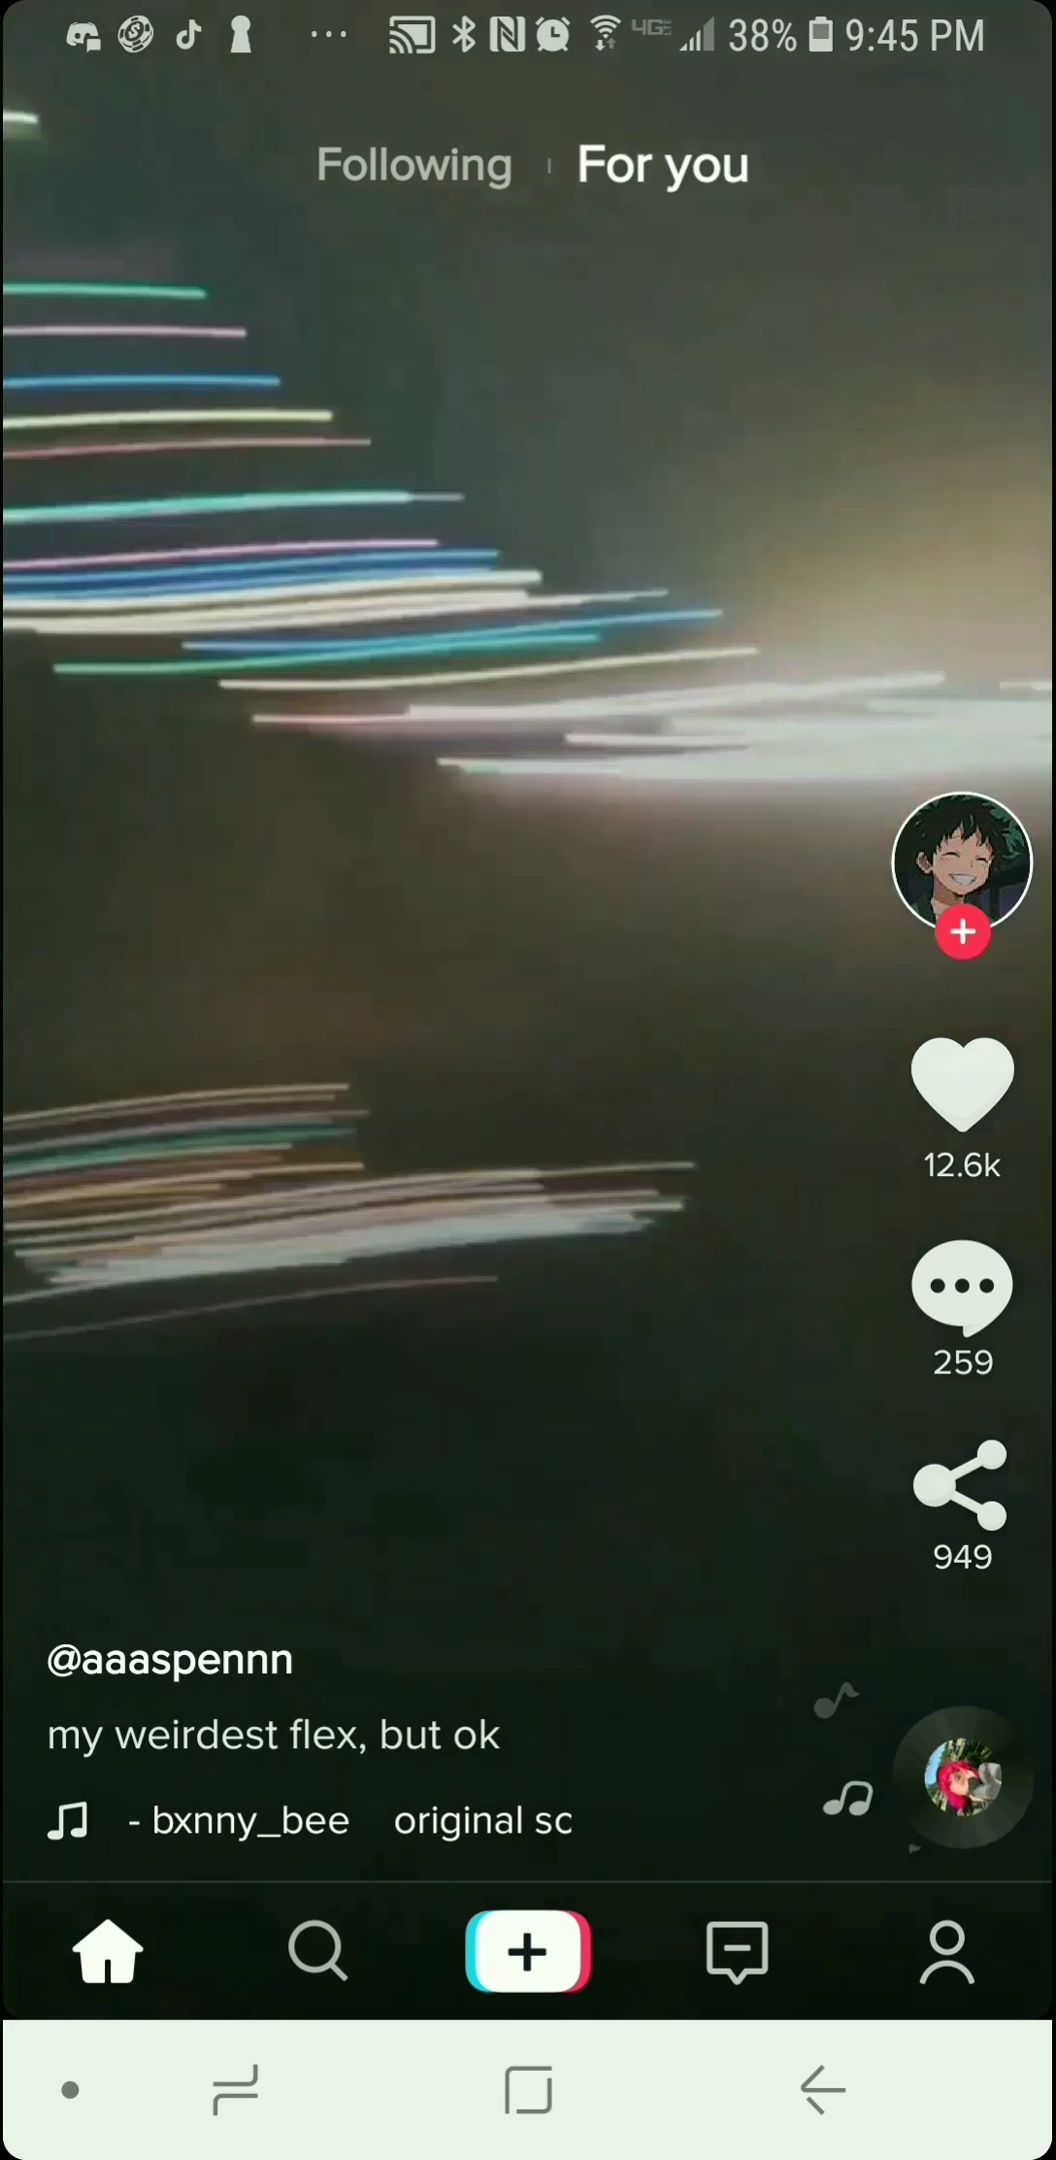 4GE 38% 9:45 PM
Following For you
12.6k
259
949
@aaaspennn
my weirdest flex, but ok
- bxnny_bee original sc